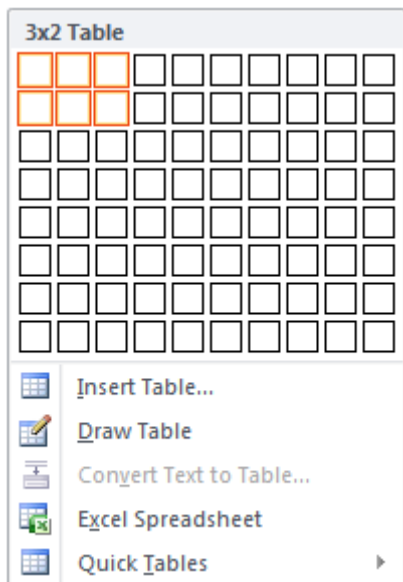 3x2 Table
Insert Table...
Draw Table
Convert Text to Table...
Excel Spreadsheet
Quick Tables